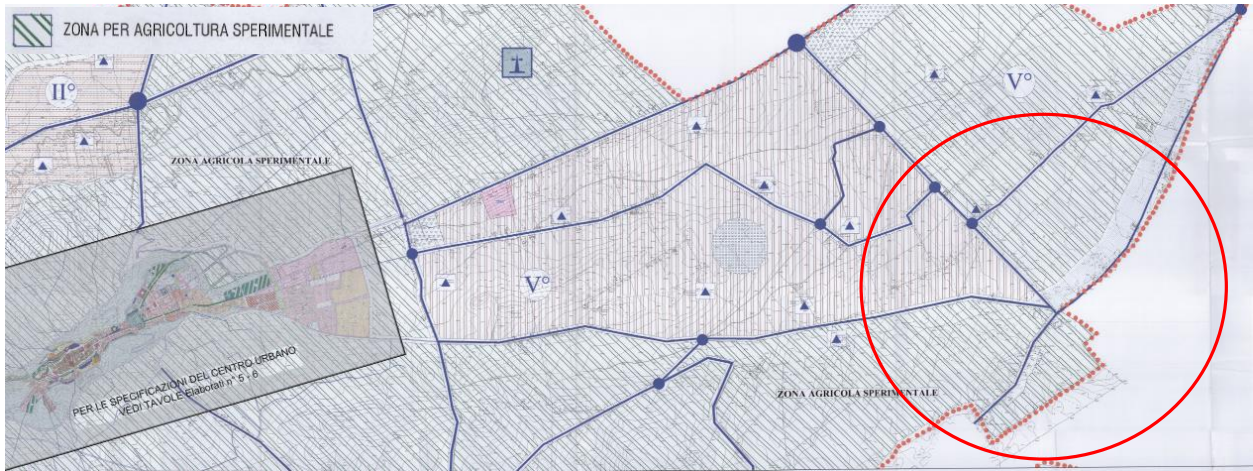 ZONA PER AGRICOLTURA SPERIMENTALE
II°
V°
ZONA AGRICOLA SPERIMENTALE
V°
PER LE SPECIFICAZIONI DEL CENTRO URBANO
VEDI TAVOLE Elaborati n° 5 - 6
ZONA AGRICOLA SPERIMENTALE